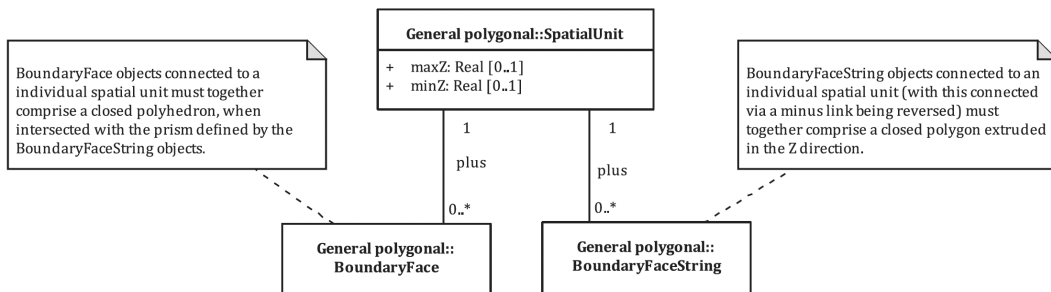 General polygonal::SpatialUnit
+ maxZ: Real [0..1]
+ minZ: Real [0..1]
BoundaryFace objects connected to a
individual spatial unit must together
comprise a closed polyhedron, when
intersected with the prism defined by the
BoundaryFaceString objects.
BoundaryFaceString objects connected to an
individual spatial unit (with this connected
via a minus link being reversed) must
together comprise a closed polygon extruded
in the Z direction.
1
1
plus
plus
0..*
0..*
General polygonal::
BoundaryFace
General polygonal::
BoundaryFaceString